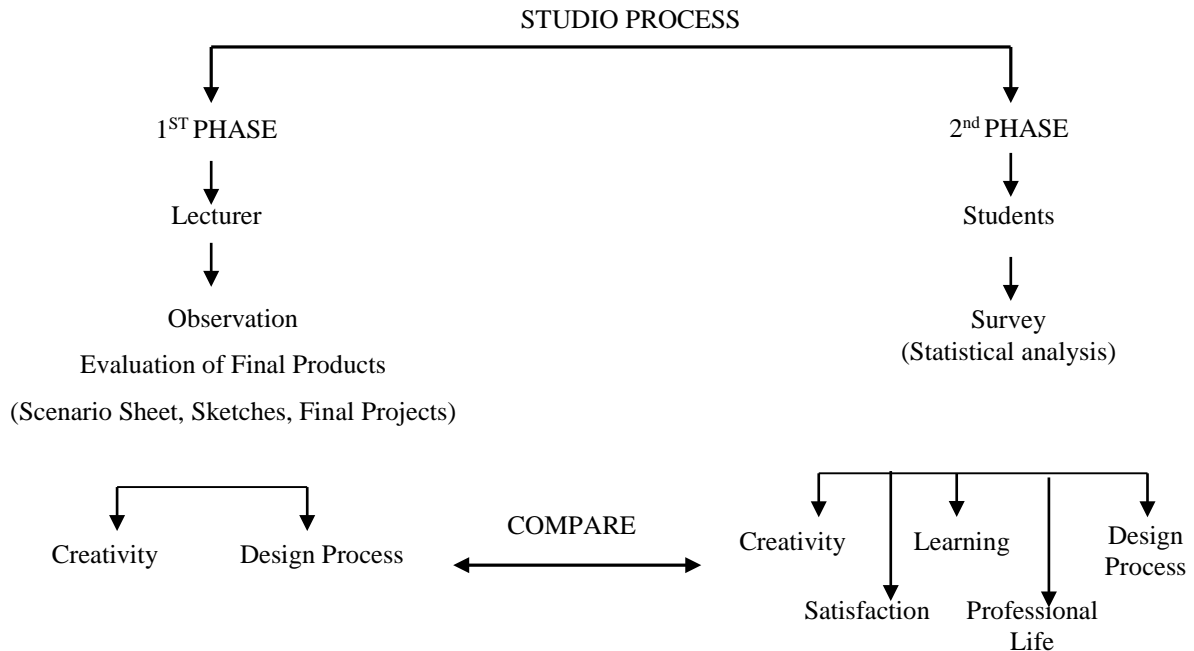 STUDIO PROCESS
1ST PHASE
2nd PHASE
Lecturer
Students
Observation
Evaluation of Final Products
(Scenario Sheet, Sketches, Final Projects)
Survey
(Statistical analysis)
Creativity
Design Process
COMPARE
Creativity
Learning
Design
Process
Satisfaction
Professional
Life